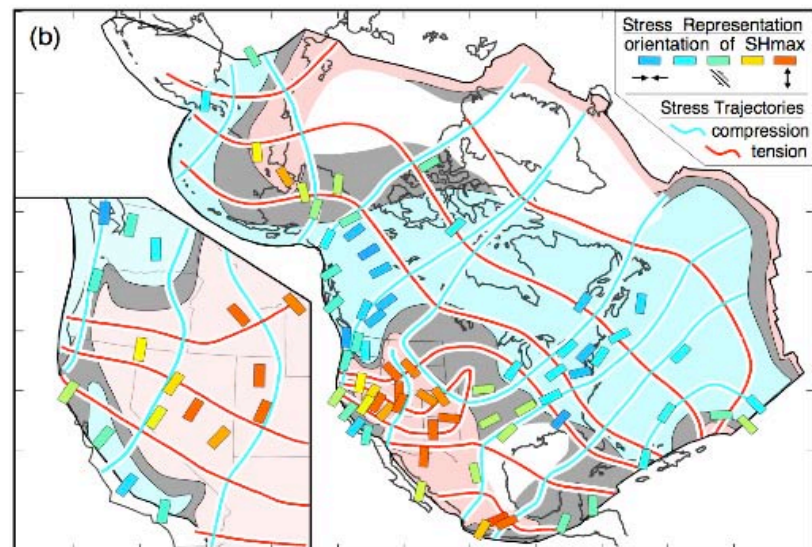 (b)
Stress Representation
orientation of SHmax
Stress Trajectories
compression
tension